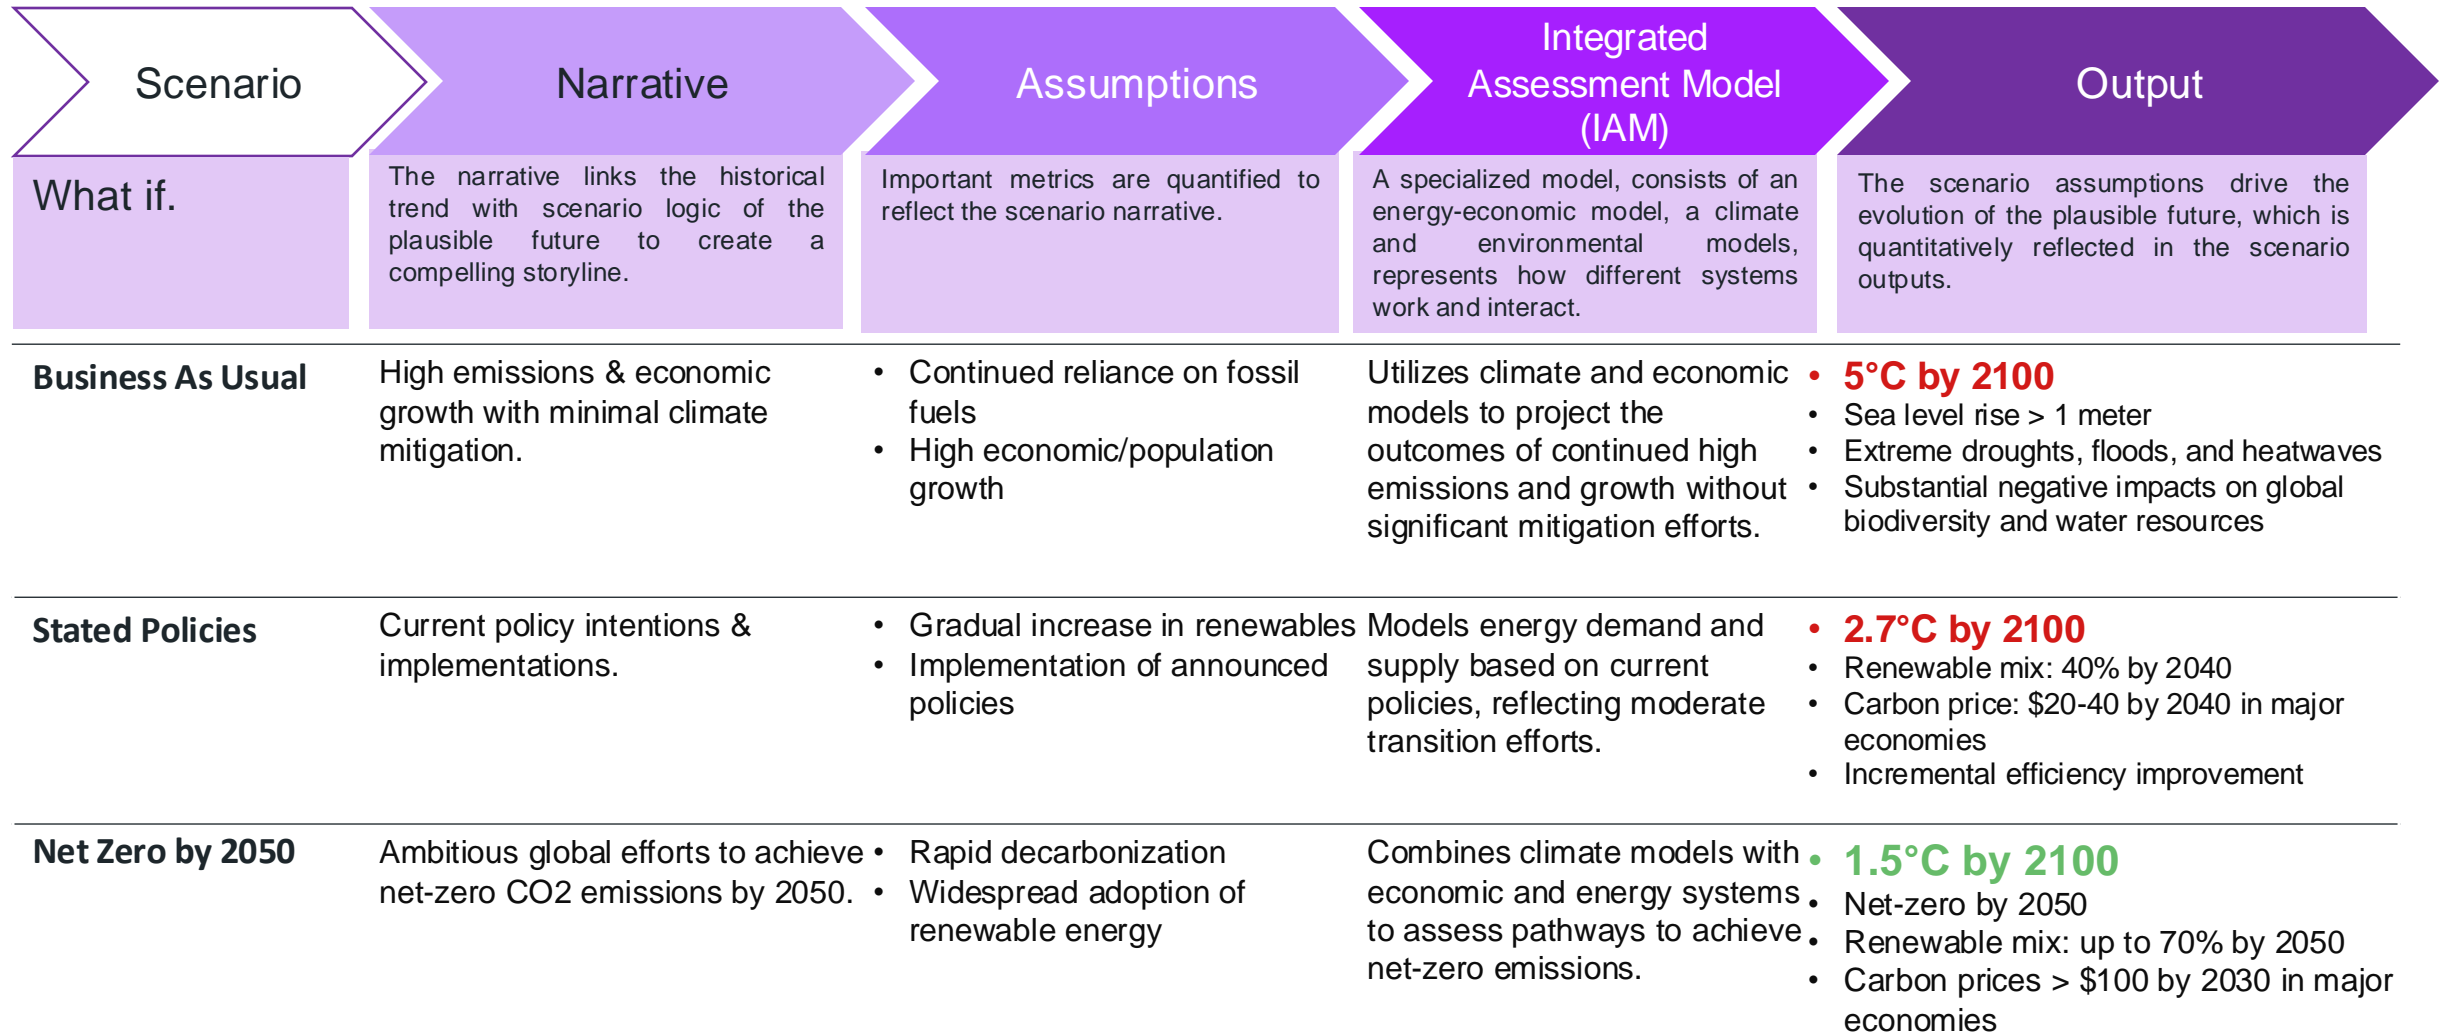 Scenario
Narrative
Assumptions
Integrated
Assessment Model
(IAM)
Output
What if.
The narrative links the historical
trend with scenario logic of the
plausible future to create a
compelling storyline.
Important metrics are quantified to
reflect the scenario narrative.
A specialized model, consists of an
energy-economic model, a climate
and environmental models,
represents how different systems
work and interact.
The scenario assumptions drive the
evolution of the plausible future, which is
quantitatively reflected in the scenario
outputs.
Business As Usual
High emissions & economic
growth with minimal climate
mitigation.
• Continued reliance on fossil
fuels
• High economic/population
growth
Utilizes climate and economic
models to project the
outcomes of continued high
emissions and growth without
significant mitigation efforts.
• 5°C by 2100
• Sea level rise > 1 meter
• Extreme droughts, floods, and heatwaves
• Substantial negative impacts on global
biodiversity and water resources
Stated Policies
Current policy intentions &
implementations.
• Gradual increase in renewables
• Implementation of announced
policies
Models energy demand and
supply based on current
policies, reflecting moderate
transition efforts.
• 2.7°C by 2100
• Renewable mix: 40% by 2040
• Carbon price: $20-40 by 2040 in major
economies
• Incremental efficiency improvement
Net Zero by 2050
Ambitious global efforts to achieve
net-zero CO2 emissions by 2050.
• Rapid decarbonization
• Widespread adoption of
renewable energy
Combines climate models with
economic and energy systems
to assess pathways to achieve
net-zero emissions.
• 1.5°C by 2100
• Net-zero by 2050
• Renewable mix: up to 70% by 2050
• Carbon prices > $100 by 2030 in major
economies